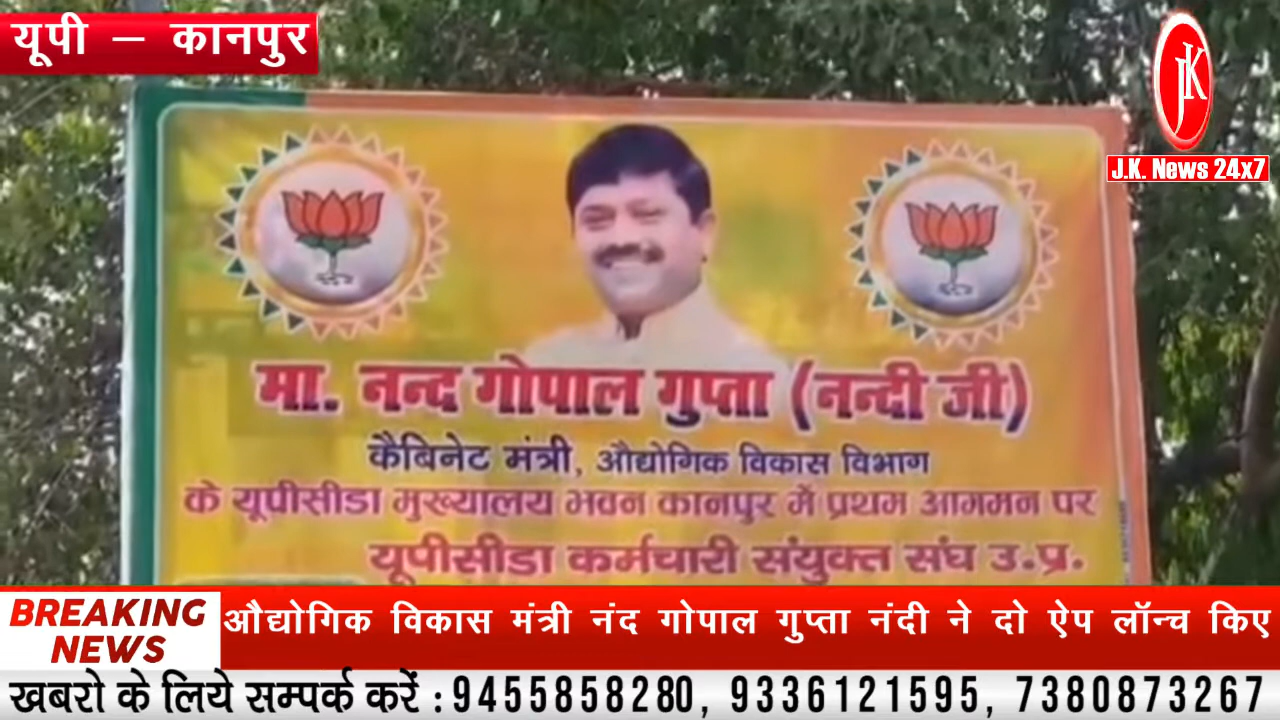 यूपी – कानपुर
JK
J.K. News 24x7
मा. नन्द गोपाल गुप्ता (नन्दी जी)
कैबिनेट मंत्री, औद्योगिक विकास विभाग
के यूपीसीडा मुख्यालय भवन कानपुर में प्रथम आगमन पर
यूपीसीडा कर्मचारी संयुक्त संघ उ.प्र.
BREAKING
NEWS
औद्योगिक विकास मंत्री नंद गोपाल गुप्ता नंदी ने दो ऐप लॉन्च किए
खबरो के लिये सम्पर्क करें : 9455858280, 9336121595, 7380873267